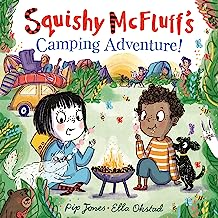 Squishy McFluff's
Camping Adventure!
Pip Jones · Ella Okstad